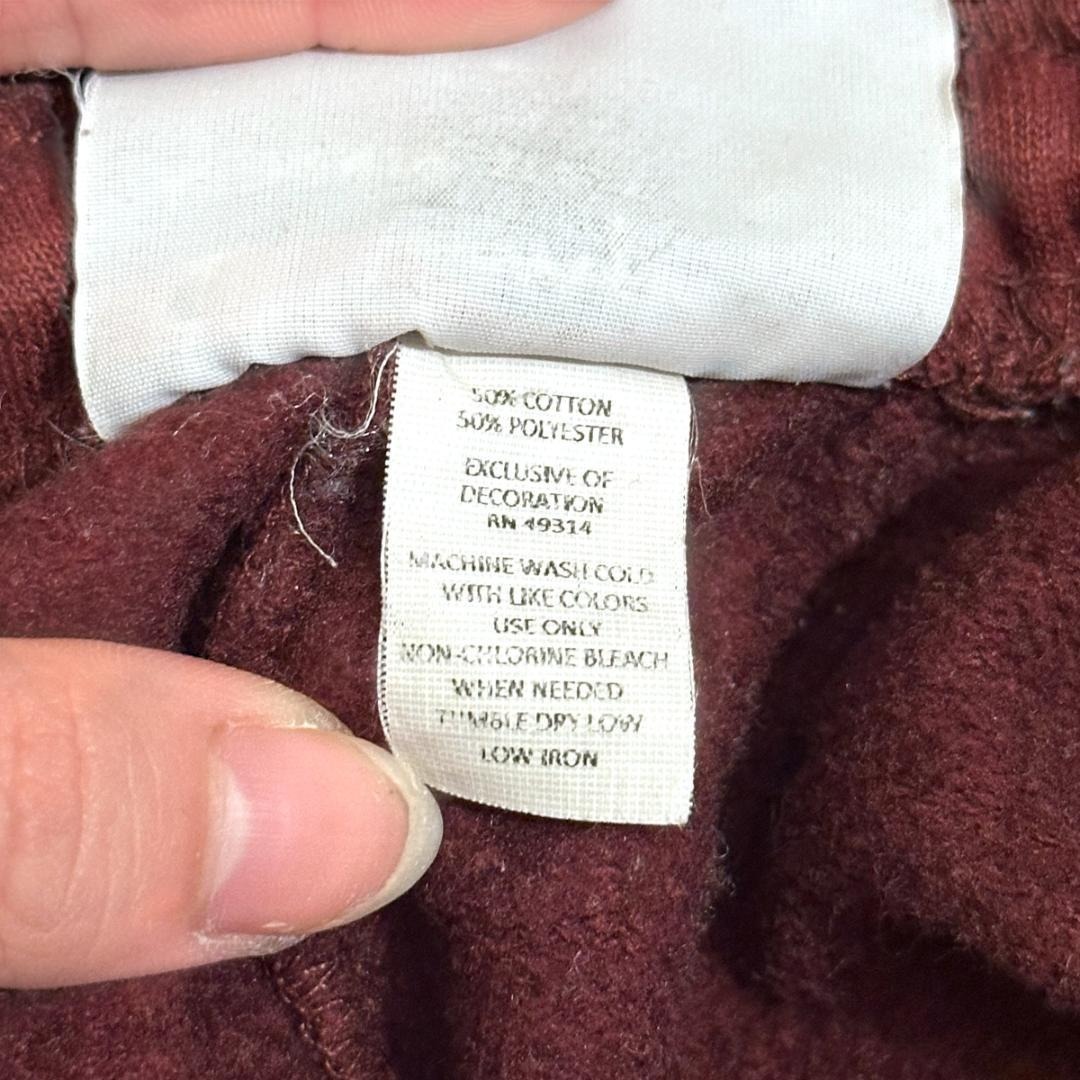 50% COTTON
50% POLYESTER
EXCLUSIVE OF
DECORATION
RN 49314
MACHINE WASH COLD
WITH LIKE COLORS
USE ONLY
NON-CHLORINE BLEACH
WHEN NEEDED
TUMBLE DRY LOW
LOW IRON